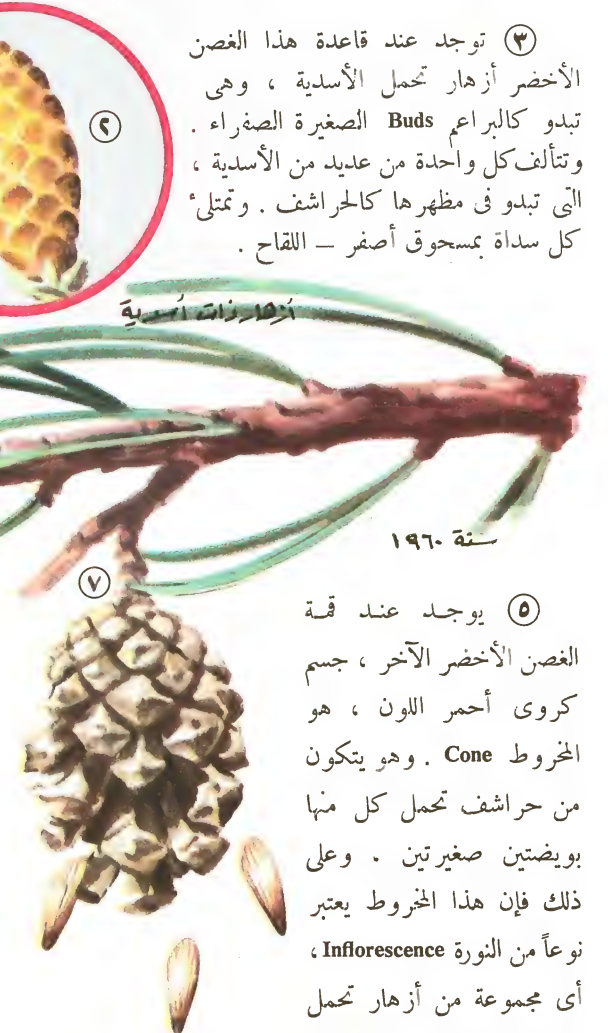 ③ توجد عند قاعدة هذا الغصن
الأخضر أزهار تحمل الأسدية ، وهى
تبدو كالبراعم Buds الصغيرة الصفراء .
وتتألف كل واحدة من عديد من الأسدية ،
التى تبدو فى مظهرها كالحراشف . وتمتلئ
كل سداة بمسحوق أصفر – اللقاح .
②
أزهار ذات أسدية
سنة ١٩٦٠
⑦
⑤ يوجد عند قمة
الغصن الأخضر الآخر ، جسم
كروى أحمر اللون ، هو
المخروط Cone . وهو يتكون
من حراشف تحمل كل منها
بويضتين صغيرتين . وعلى
ذلك فإن هذا المخروط يعتبر
نوعاً من النورة Inflorescence ،
أى مجموعة من أزهار تحمل